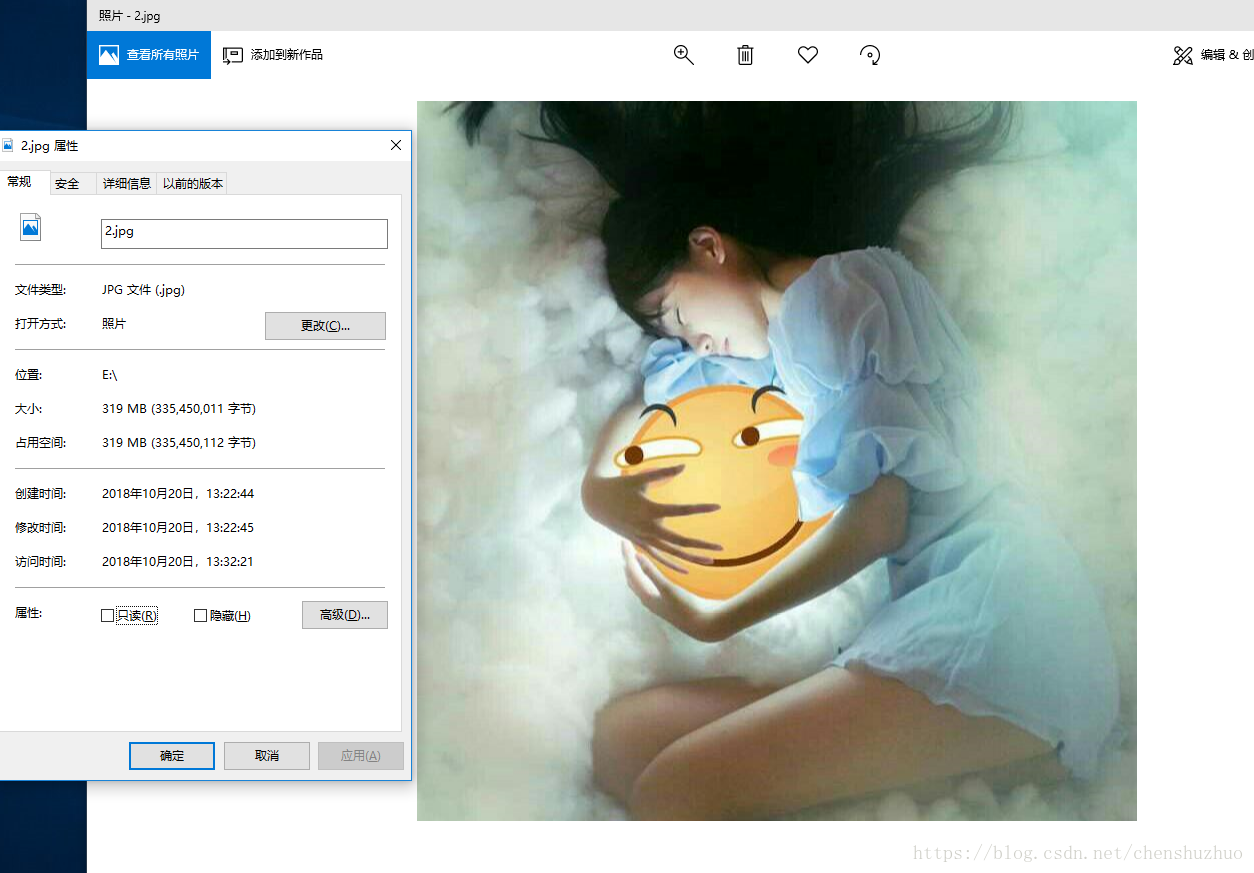 照片 - 2.jpg
查看所有照片
添加到新作品
编辑 & 创
2.jpg 属性
常规 安全 详细信息 以前的版本
2.jpg
文件类型: JPG 文件 (.jpg)
打开方式: 照片 更改(C)...
位置: E:\
大小: 319 MB (335,450,011 字节)
占用空间: 319 MB (335,450,112 字节)
创建时间: 2018年10月20日，13:22:44
修改时间: 2018年10月20日，13:22:45
访问时间: 2018年10月20日，13:32:21
属性: 只读(R) 隐藏(H) 高级(D)...
确定 取消 应用(A)
https://blog.csdn.net/chenshuzhuo